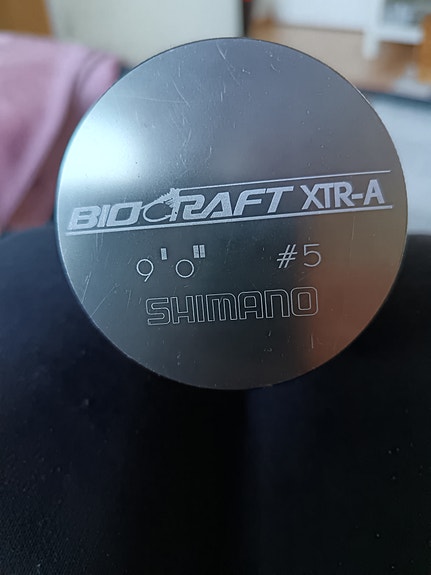 BIOCRAFT XTR-A
9'0" #5
SHIMANO